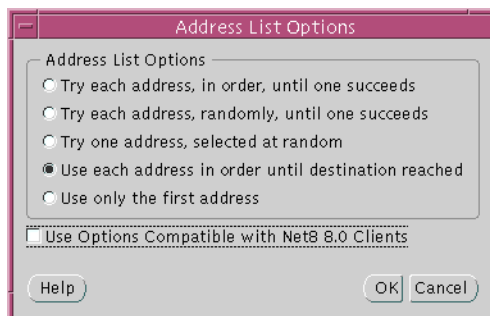 Address List Options
Address List Options
Try each address, in order, until one succeeds
Try each address, randomly, until one succeeds
Try one address, selected at random
Use each address in order until destination reached
Use only the first address
Use Options Compatible with Net8 8.0 Clients
Help OK Cancel